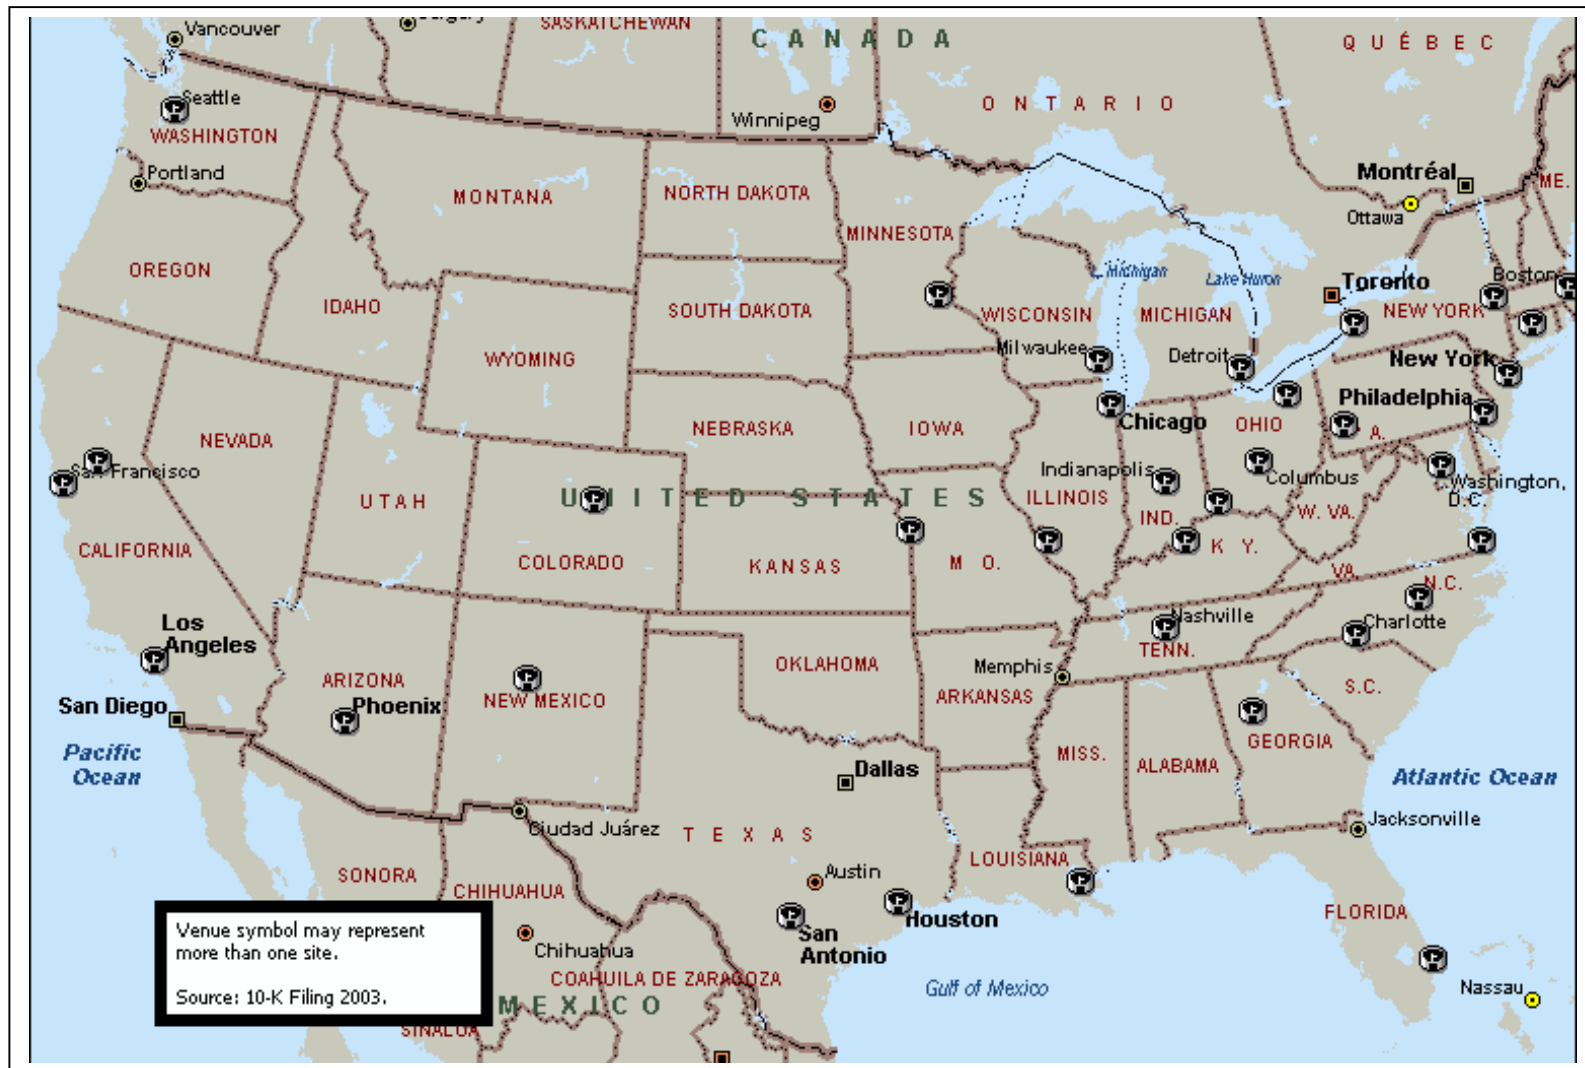 Vancouver
SASKATCHEWAN
CANADA
QUÉBEC
Seattle
WASHINGTON
Winnipeg
ONTARIO
Portland
MONTANA
NORTH DAKOTA
Montréal
ME.
Ottawa
MINNESOTA
OREGON
L. Michigan
Lake Huron
Toronto
Boston
IDAHO
SOUTH DAKOTA
WISCONSIN
MICHIGAN
NEW YORK
WYOMING
Milwaukee
Detroit
New York
Philadelphia
NEVADA
NEBRASKA
IOWA
Chicago
OHIO
A.
San Francisco
Indianapolis
Columbus
Washington,
D.C.
UTAH
UNITED STATES
ILLINOIS
IND.
W. VA.
CALIFORNIA
COLORADO
KANSAS
MO.
KY.
VA.
N.C.
Los
Angeles
Nashville
Charlotte
TENN.
OKLAHOMA
Memphis
ARIZONA
NEW MEXICO
ARKANSAS
S.C.
San Diego
Phoenix
Pacific
Ocean
MISS.
ALABAMA
GEORGIA
Dallas
Atlantic Ocean
Ciudad Juárez
TEXAS
Jacksonville
LOUISIANA
SONORA
CHIHUAHUA
Austin
Houston
FLORIDA
San
Antonio
Venue symbol may represent
more than one site.
Source: 10-K Filing 2003.
Chihuahua
COAHUILA DE ZARAGOZA
Gulf of Mexico
Nassau
MEXICO
SINALOA